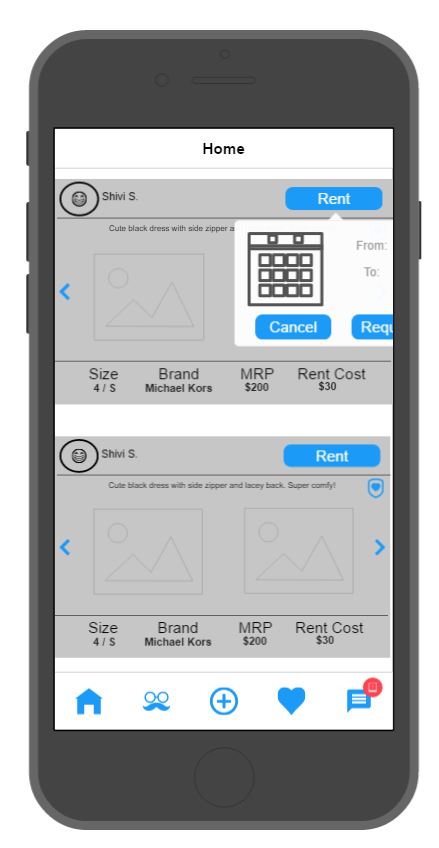 Home
Shivi S.
Rent
Cute black dress with side zipper a
From:
To:
Cancel
Requ
Size Brand MRP Rent Cost
4 / S Michael Kors $200 $30
Shivi S.
Rent
Cute black dress with side zipper and lacey back. Super comfy!
Size Brand MRP Rent Cost
4 / S Michael Kors $200 $30